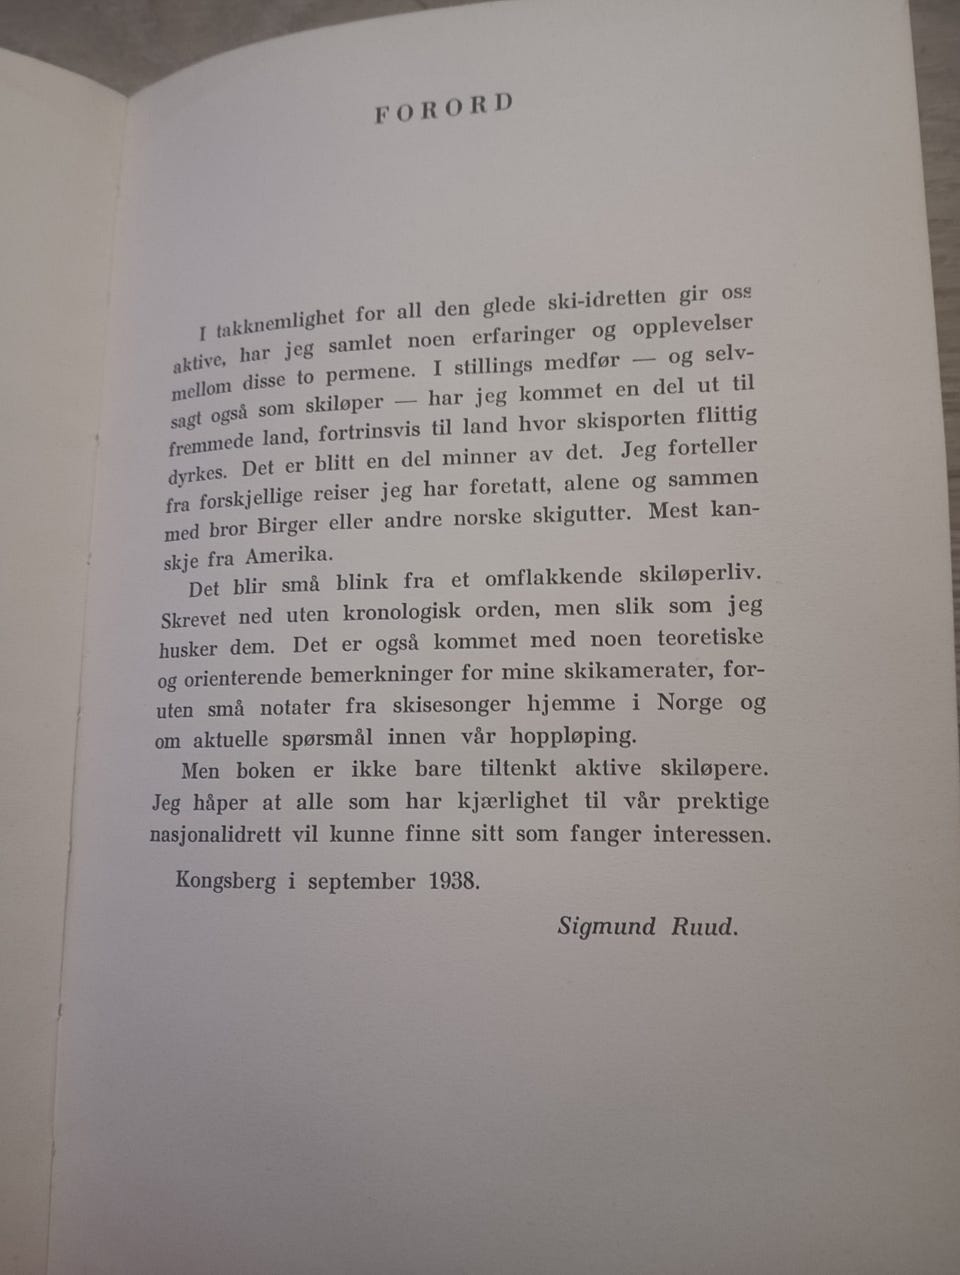 FORORD
I takknemlighet for all den glede ski-idretten gir oss
aktive, har jeg samlet noen erfaringer og opplevelser
mellom disse to permene. I stillings medfør — og selv-
sagt også som skiløper — har jeg kommet en del ut til
fremmede land, fortrinsvis til land hvor skisporten flittig
dyrkes. Det er blitt en del minner av det. Jeg forteller
fra forskjellige reiser jeg har foretatt, alene og sammen
med bror Birger eller andre norske skigutter. Mest kan-
skje fra Amerika.
Det blir små blink fra et omflakkende skiløperliv.
Skrevet ned uten kronologisk orden, men slik som jeg
husker dem. Det er også kommet med noen teoretiske
og orienterende bemerkninger for mine skikamerater, for-
uten små notater fra skisesonger hjemme i Norge og
om aktuelle spørsmål innen vår hoppløping.
Men boken er ikke bare tiltenkt aktive skiløpere.
Jeg håper at alle som har kjærlighet til vår prektige
nasjonalidrett vil kunne finne sitt som fanger interessen.
Kongsberg i september 1938.
Sigmund Ruud.